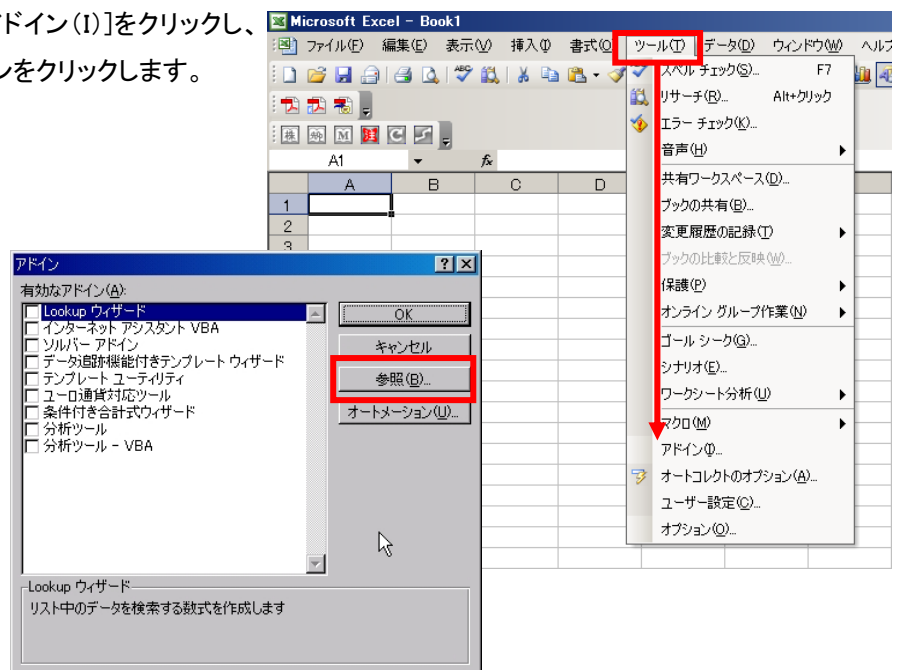 ドイン(I)]をクリックし、
ンをクリックします。
Microsoft Excel - Book1
ファイル(F) 編集(E) 表示(V) 挿入(I) 書式(O) ツール(T) データ(D) ウィンドウ(W) ヘルプ
スペル チェック(S)... F7
リサーチ(R)... Alt+クリック
エラー チェック(K)...
音声(H)
共有ワークスペース(D)...
ブックの共有(B)...
変更履歴の記録(T)
ブックの比較と反映(W)...
保護(P)
オンライン グループ作業(N)
ゴール シーク(G)...
シナリオ(E)...
ワークシート分析(U)
マクロ(M)
アドイン(I)...
オートコレクトのオプション(A)...
ユーザー設定(C)...
オプション(O)...
A1 fx
A B C D
1
2
3
アドイン
有効なアドイン(A):
Lookup ウィザード
インターネット アシスタント VBA
ソルバー アドイン
データ追跡機能付きテンプレート ウィザード
テンプレート ユーティリティ
ユーロ通貨対応ツール
条件付き合計式ウィザード
分析ツール
分析ツール - VBA
OK
キャンセル
参照(B)...
オートメーション(U)...
Lookup ウィザード
リスト中のデータを検索する数式を作成します